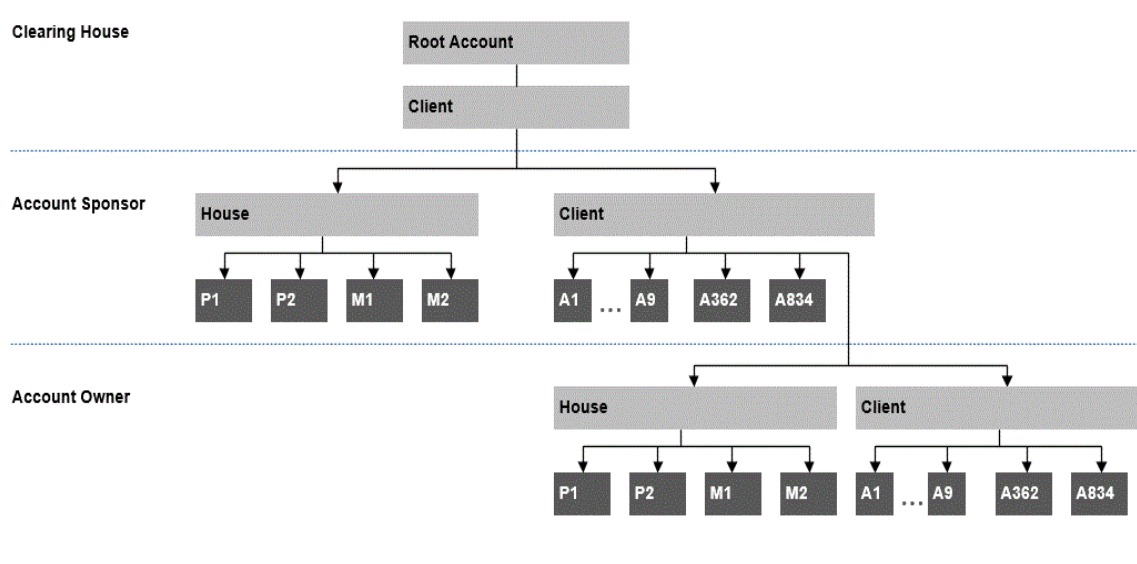 Clearing House
Root Account
Client
Account Sponsor
House
Client
P1 P2 M1 M2 A1 ... A9 A362 A834
Account Owner
House
Client
P1 P2 M1 M2 A1 ... A9 A362 A834